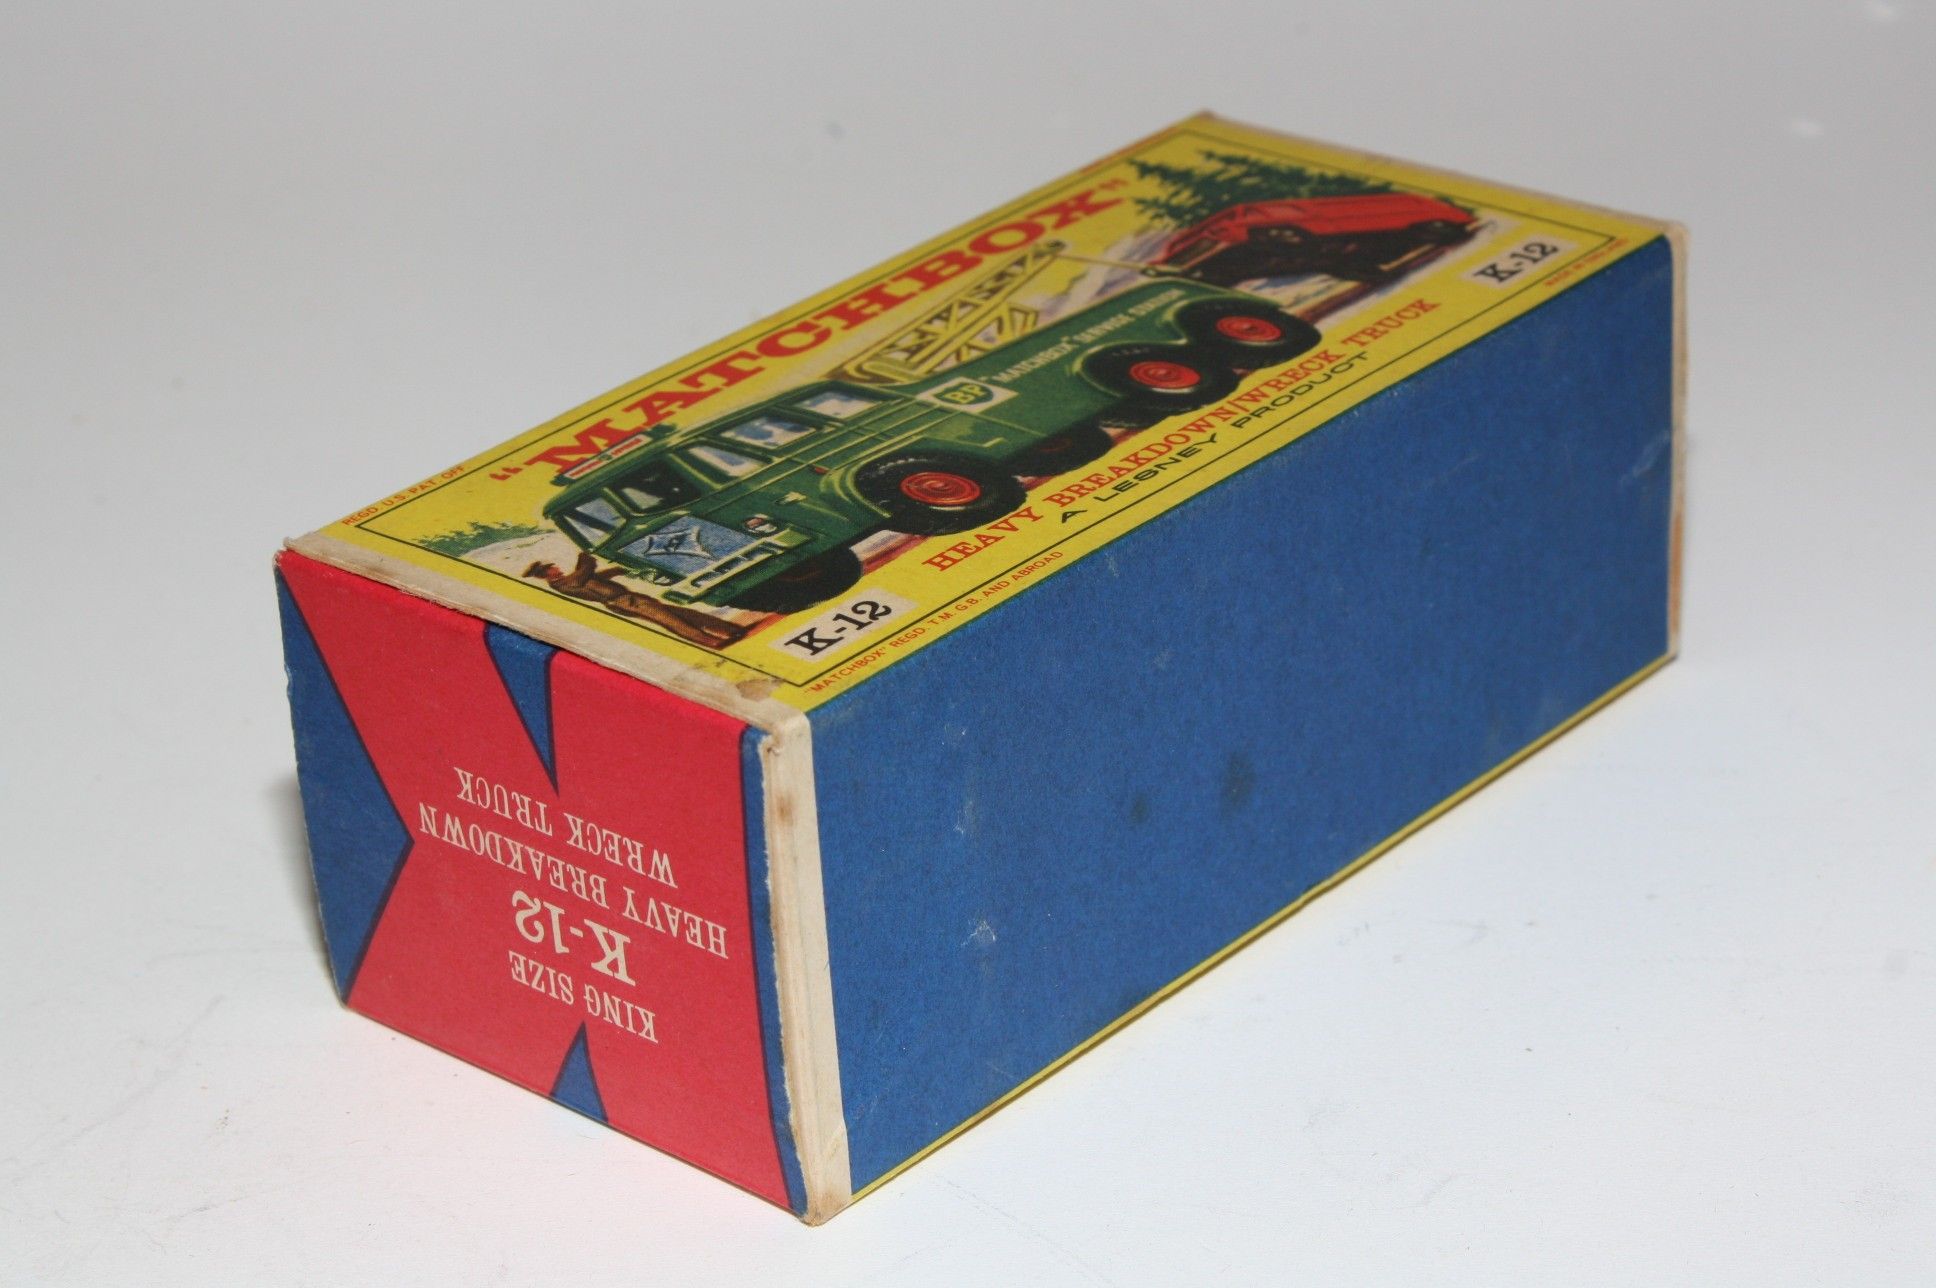 REGD. U.S. PAT OFF
"MATCHBOX"
BP
"MATCHBOX" SERVICE STATION
K-12
K-12
HEAVY BREAKDOWN/WRECK TRUCK
A LESNEY PRODUCT
"MATCHBOX" REGD. T.M. G.B. AND ABROAD
KING SIZE
K-12
HEAVY BREAKDOWN
WRECK TRUCK